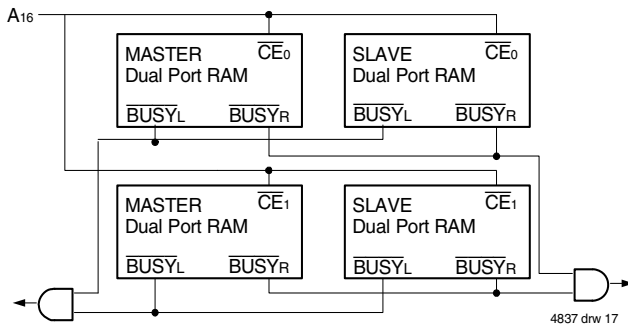 A16
MASTER CE0 SLAVE CE0
Dual Port RAM Dual Port RAM
BUSYL BUSYR BUSYL BUSYR
MASTER CE1 SLAVE CE1
Dual Port RAM Dual Port RAM
BUSYL BUSYR BUSYL BUSYR
4837 drw 17